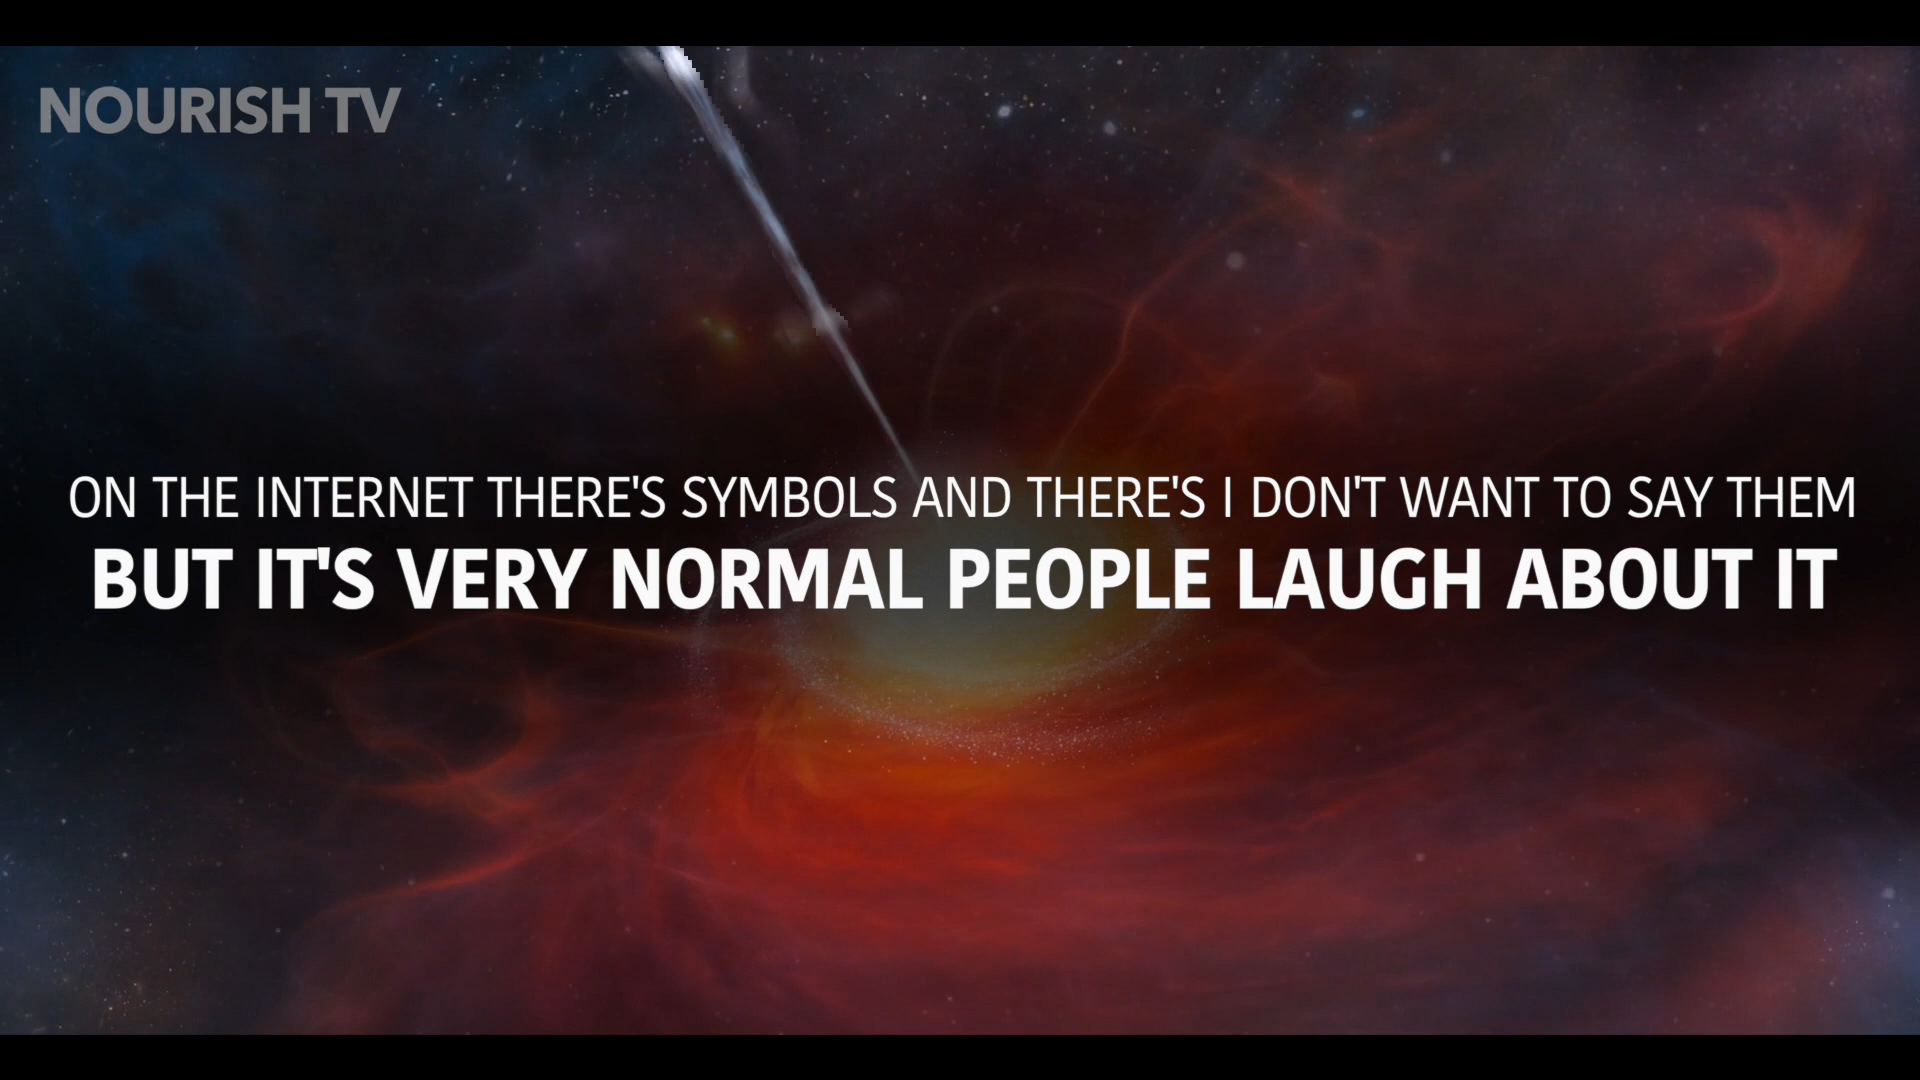 NOURISH TV
ON THE INTERNET THERE'S SYMBOLS AND THERE'S I DON'T WANT TO SAY THEM
BUT IT'S VERY NORMAL PEOPLE LAUGH ABOUT IT